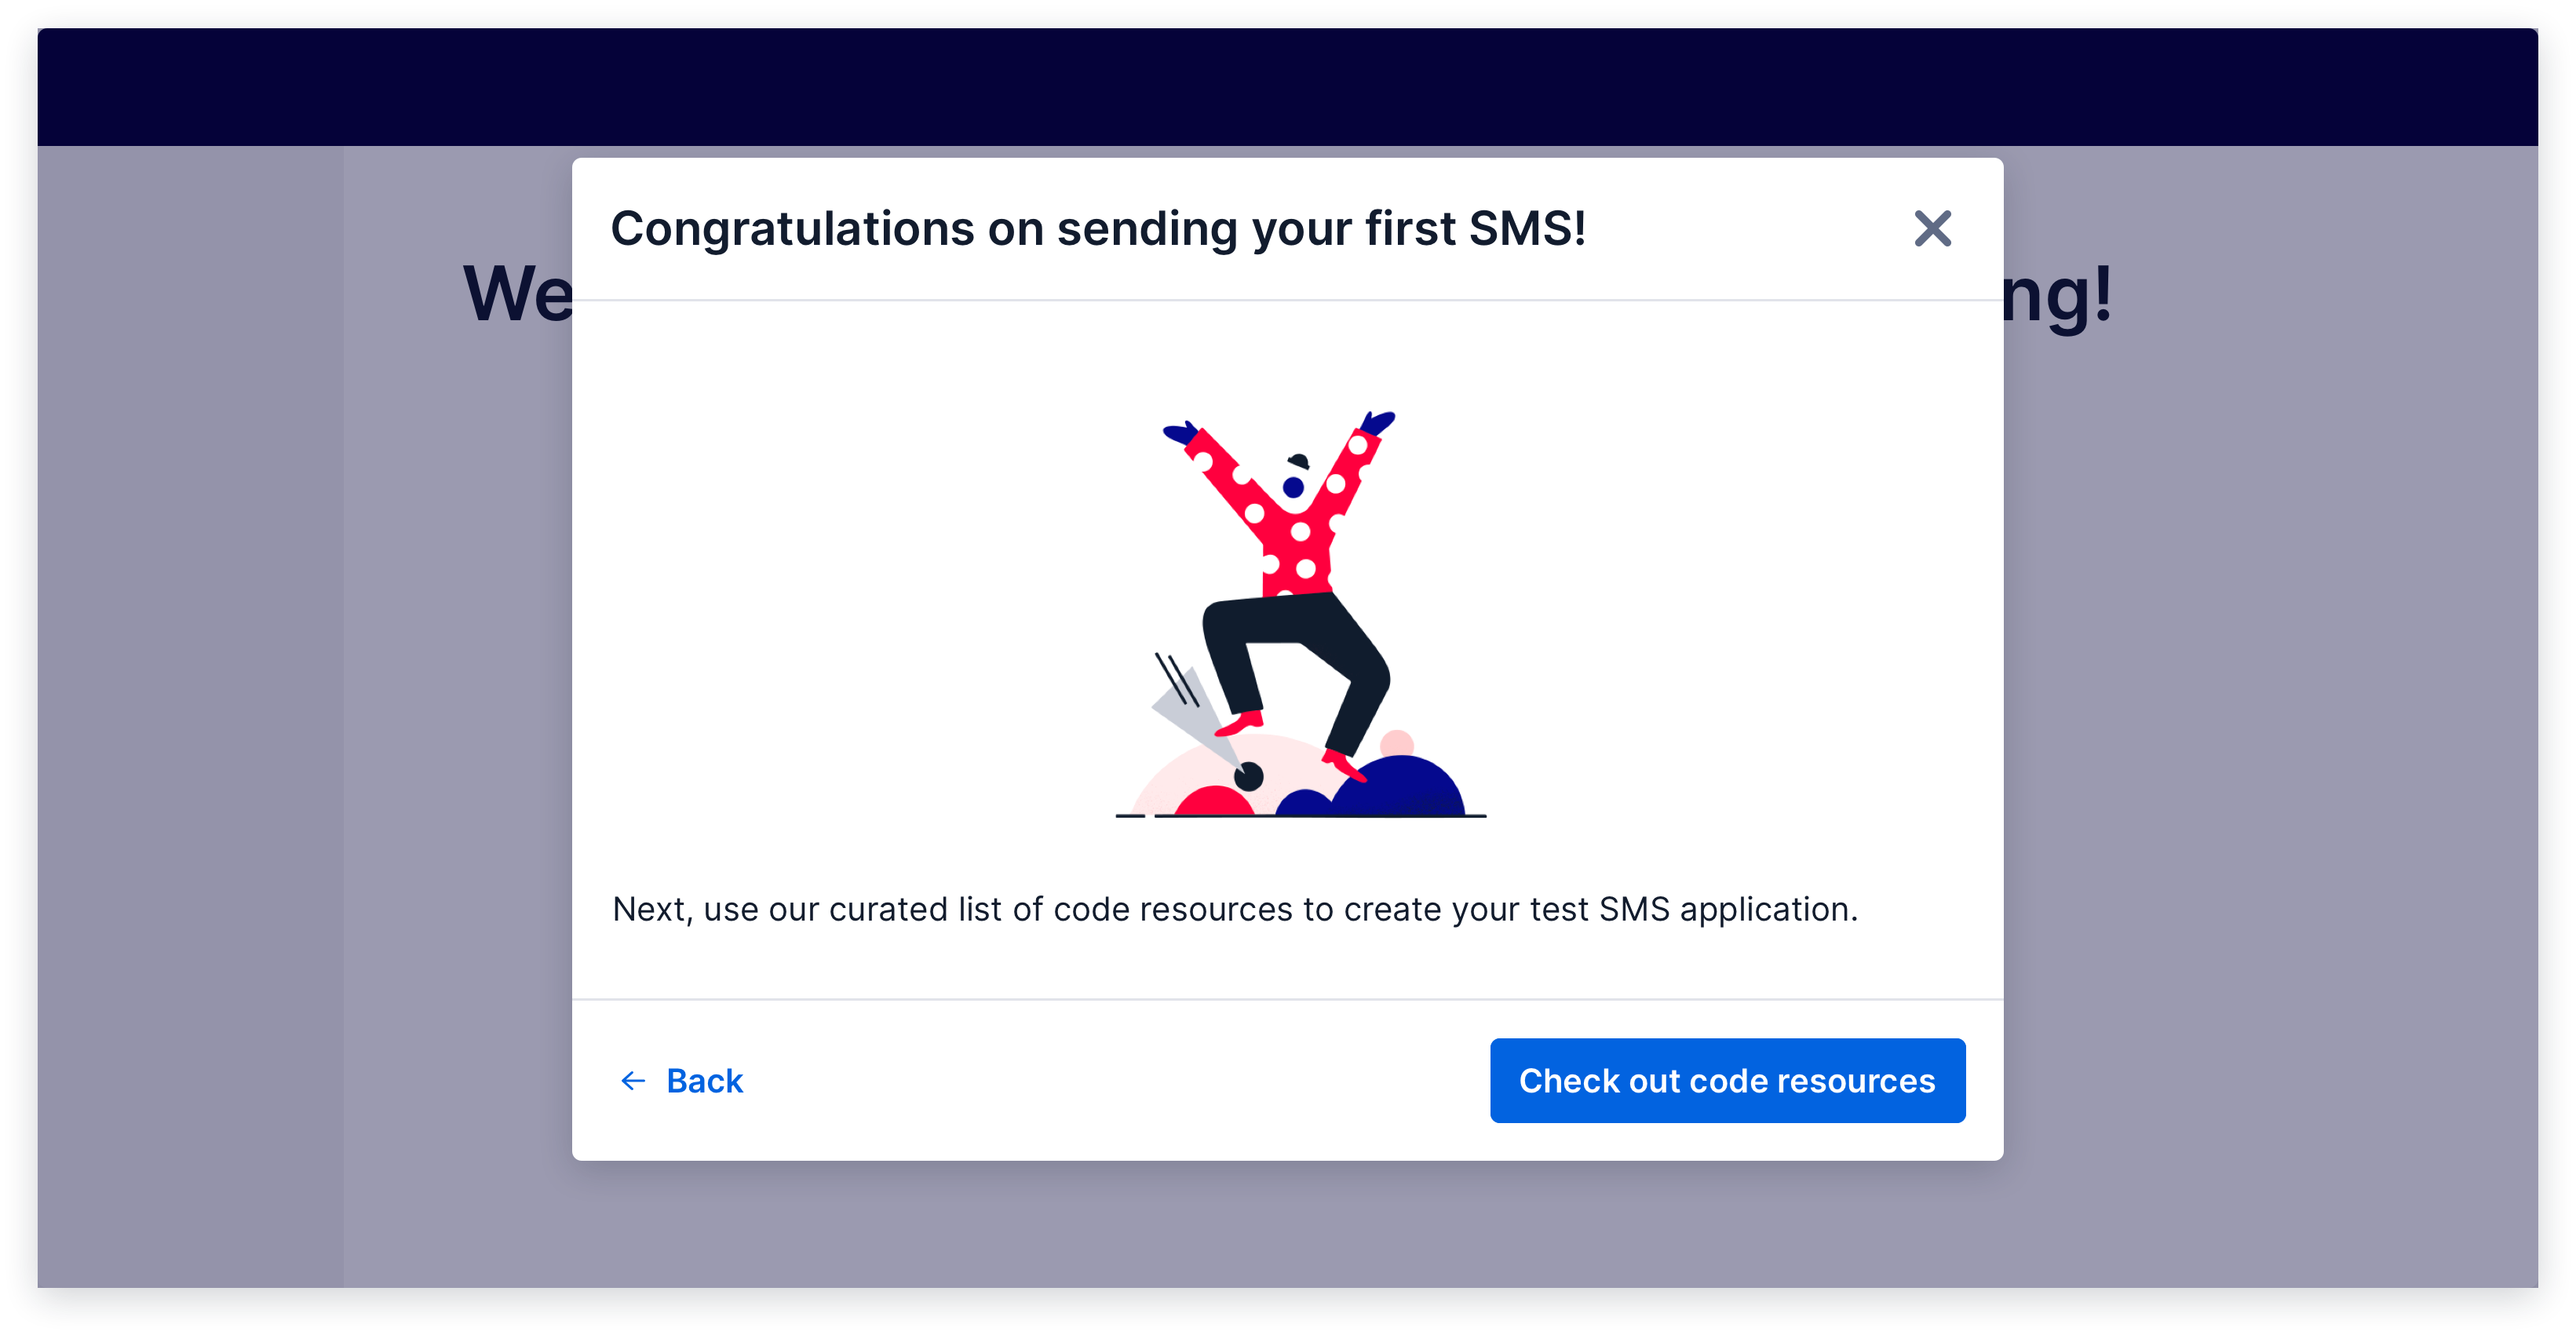 Congratulations on sending your first SMS!
We
ng!
Next, use our curated list of code resources to create your test SMS application.
Back
Check out code resources